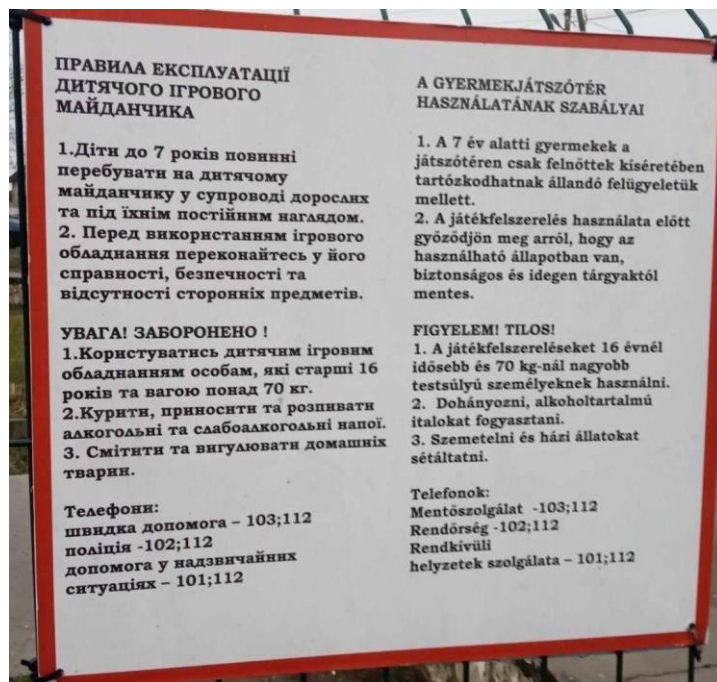 ПРАВИЛА ЕКСПЛУАТАЦІЇ
ДИТЯЧОГО ІГРОВОГО
МАЙДАНЧИКА
1.Діти до 7 років повинні
перебувати на дитячому
майданчику у супроводі дорослих
та під їхнім постійним наглядом.
2. Перед використанням ігрового
обладнання переконайтесь у його
справності, безпечності та
відсутності сторонніх предметів.
УВАГА! ЗАБОРОНЕНО !
1.Користуватись дитячим ігровим
обладнанням особам, які старші 16
років та вагою понад 70 кг.
2.Курити, приносити та розпивати
алкогольні та слабоалкогольні напої.
3. Смітити та вигулювати домашніх
тварин.
Телефони:
швидка допомога – 103;112
поліція -102;112
допомога у надзвичайних
ситуаціях – 101;112
A GYERMEKJÁTSZÓTÉR
HASZNÁLATÁNAK SZABÁLYAI
1. A 7 év alatti gyermekek a
játszótéren csak felnőttek kíséretében
tartózkodhatnak állandó felügyeletük
mellett.
2. A játékfelszerelés használata előtt
győződjön meg arról, hogy az
használható állapotban van,
biztonságos és idegen tárgyaktól
mentes.
FIGYELEM! TILOS!
1. A játékfelszereléseket 16 évnél
idősebb és 70 kg-nál nagyobb
testsúlyú személyeknek használni.
2. Dohányozni, alkoholtartalmú
italokat fogyasztani.
3. Szemetelni és házi állatokat
sétáltatni.
Telefonok:
Mentőszolgálat -103;112
Rendőrség -102;112
Rendkívüli
helyzetek szolgálata – 101;112